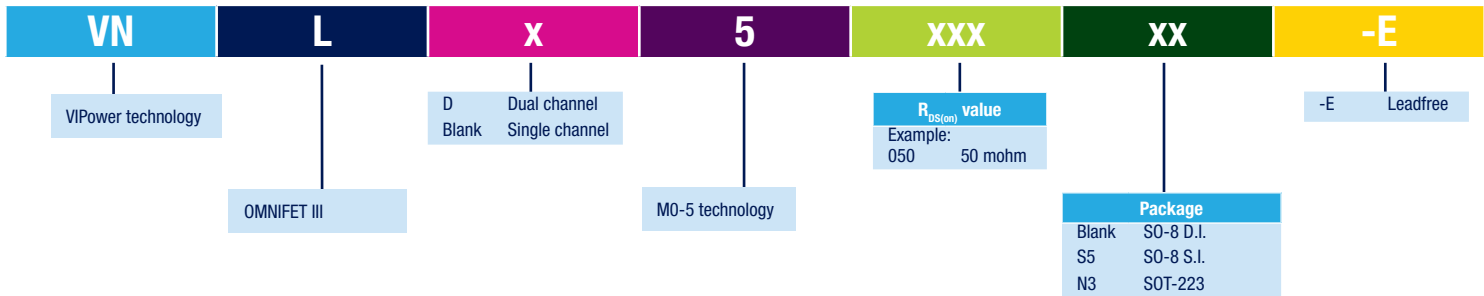 VN L x 5 xxx xx -E
VIPower technology
OMNIFET III
D Dual channel
Blank Single channel
M0-5 technology
RDS(on) value
Example:
050 50 mohm
Package
Blank SO-8 D.I.
S5 SO-8 S.I.
N3 SOT-223
-E Leadfree